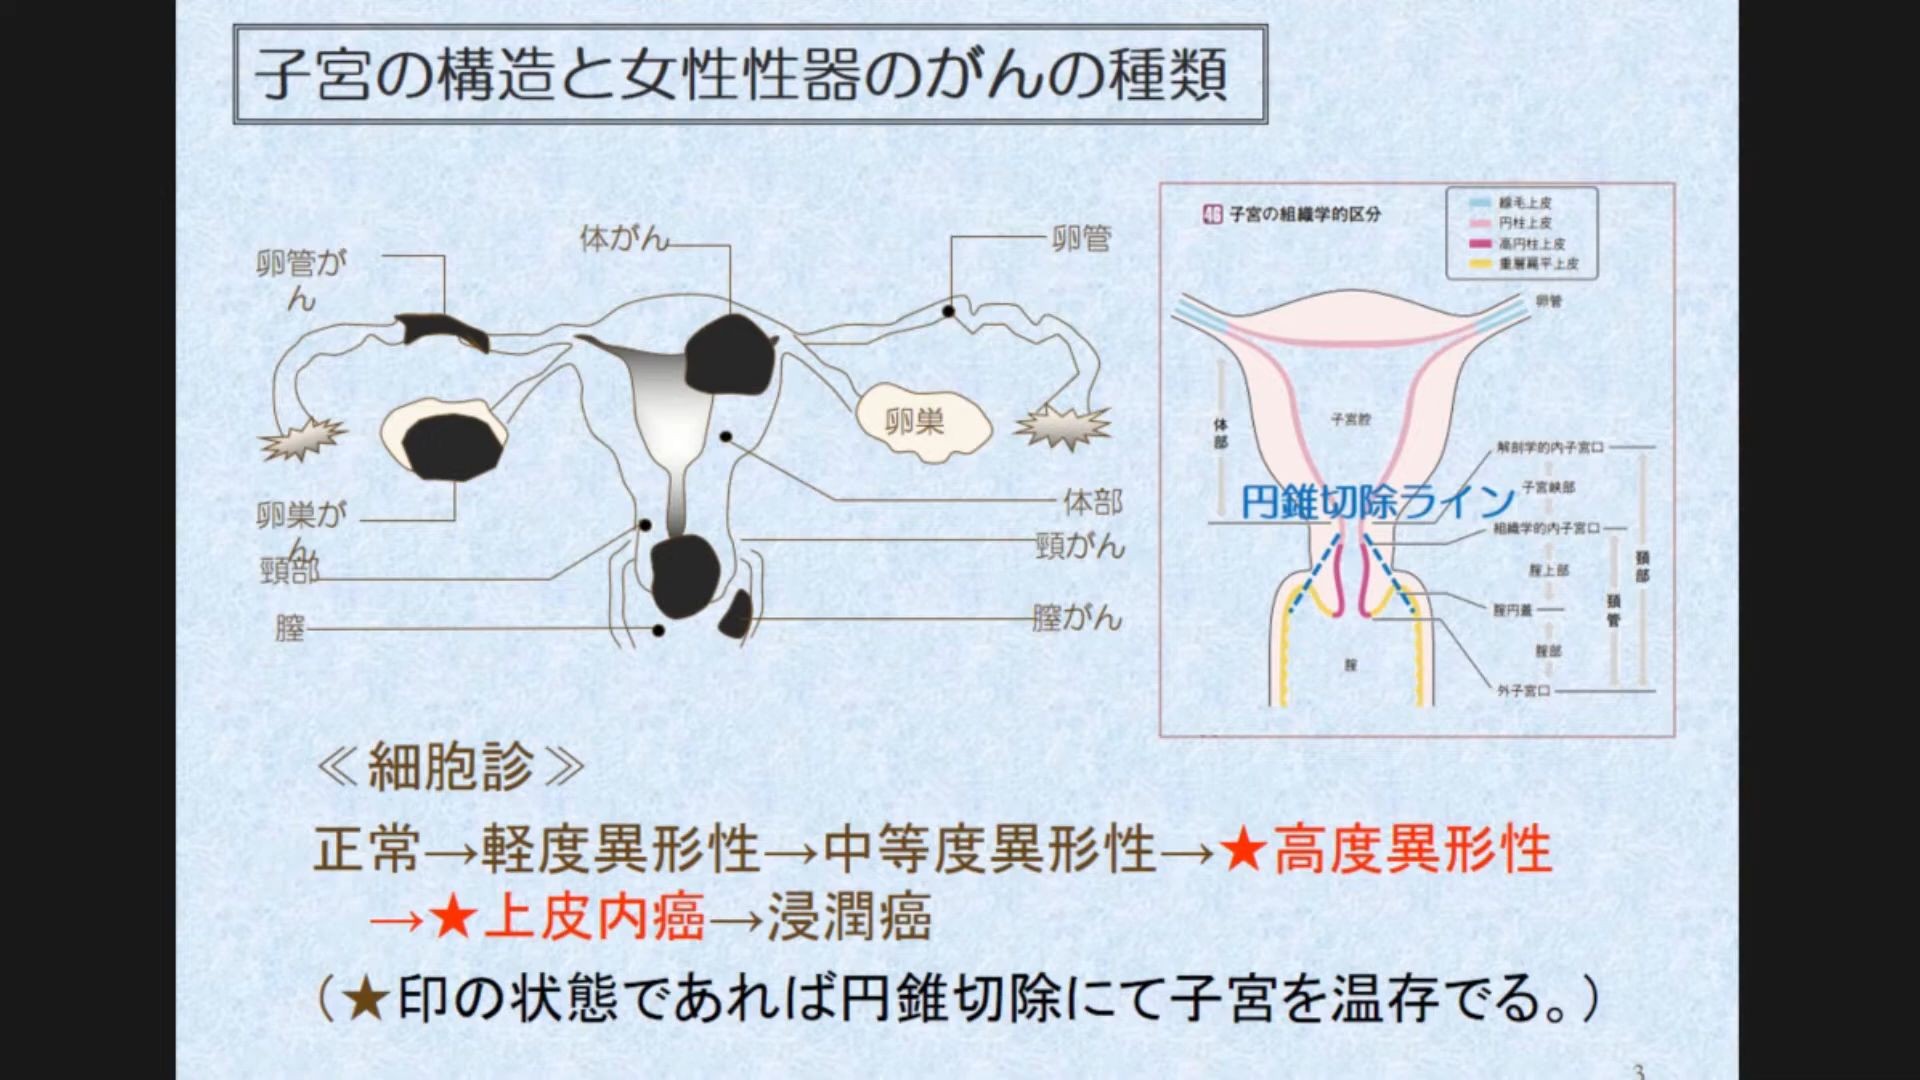 子宮の構造と女性性器のがんの種類
卵管が
ん
体がん
卵管
卵巣
卵巣が
ん
頸部
膣
体部
頸がん
膣がん
46 子宮の組織学的区分
線毛上皮
円柱上皮
高円柱上皮
重層扁平上皮
卵管
体部
子宮腔
円錐切除ライン
解剖学的内子宮口
子宮峡部
組織学的内子宮口
腟上部
腟円蓋
腟部
外子宮口
頸管
頸部
腟
≪細胞診≫
正常→軽度異形性→中等度異形性→★高度異形性
→★上皮内癌→浸潤癌
(★印の状態であれば円錐切除にて子宮を温存でる。)
3